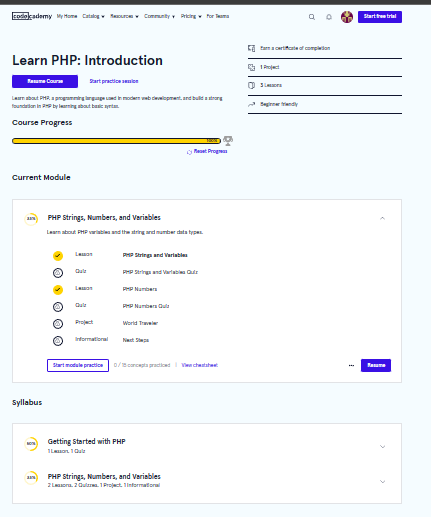 codecademy My Home Catalog Resources Community Pricing For Teams Start free trial
Learn PHP: Introduction
Resume Course Start practice session
Learn about PHP, a programming language used in modern web development, and build a strong
foundation in PHP by learning about basic syntax.
Earn a certificate of completion
1 Project
3 Lessons
Beginner friendly
Course Progress
100%
Reset Progress
Current Module
PHP Strings, Numbers, and Variables
Learn about PHP variables and the string and number data types.
Lesson PHP Strings and Variables
Quiz PHP Strings and Variables Quiz
Lesson PHP Numbers
Quiz PHP Numbers Quiz
Project World Traveler
Informational Next Steps
Start module practice 0 / 15 concepts practiced | View cheatsheet ... Resume
Syllabus
50%
Getting Started with PHP
1 Lesson, 1 Quiz
33%
PHP Strings, Numbers, and Variables
2 Lessons, 2 Quizzes, 1 Project, 1 Informational